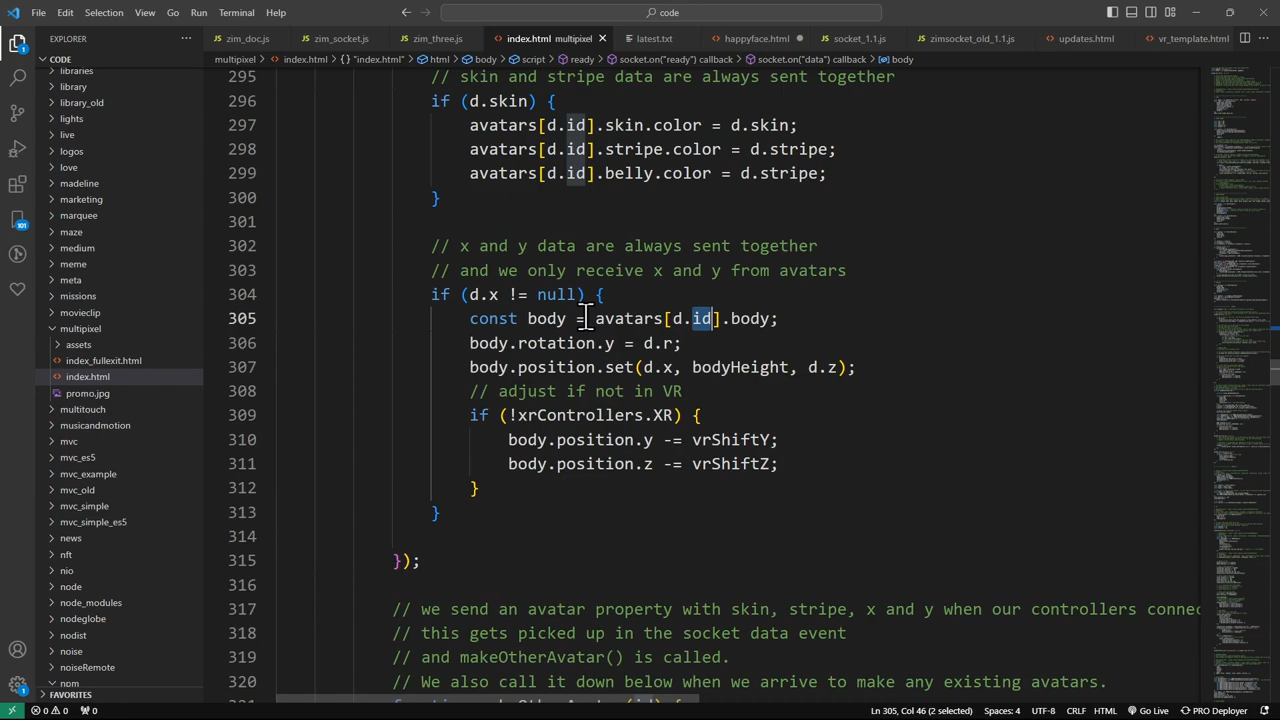 File Edit Selection View Go Run Terminal Help
code
EXPLORER
zim_doc.js zim_socket.js zim_three.js index.html multipixel latest.txt happyface.html socket_1.1.js zimsocket_old_1.1.js updates.html vr_template.html
CODE
multipixel > index.html > "index.html" > html > body > script > ready > socket.on("ready") callback > socket.on("data") callback > body
libraries
library
library_old
lights
live
logos
love
madeline
marketing
marquee
maze
medium
meme
meta
missions
movieclip
multipixel
assets
index_fullexit.html
index.html
promo.jpg
multitouch
musicandmotion
mvc
mvc_es5
mvc_example
mvc_old
mvc_simple
mvc_simple_es5
news
nft
nio
node
node_modules
nodeglobe
nodist
noise
noiseRemote
npm
FAVORITES
1
101
1
295 // skin and stripe data are always sent together
296 if (d.skin) {
297 avatars[d.id].skin.color = d.skin;
298 avatars[d.id].stripe.color = d.stripe;
299 avatars[d.id].belly.color = d.stripe;
300 }
301
302 // x and y data are always sent together
303 // and we only receive x and y from avatars
304 if (d.x != null) {
305 const body = avatars[d.id].body;
306 body.rotation.y = d.r;
307 body.position.set(d.x, bodyHeight, d.z);
308 // adjust if not in VR
309 if (!xrControllers.XR) {
310 body.position.y -= vrShiftY;
311 body.position.z -= vrShiftZ;
312 }
313 }
314
315 });
316
317 // we send an avatar property with skin, stripe, x and y when our controllers connec
318 // this gets picked up in the socket data event
319 // and makeOtherAvatar() is called.
320 // We also call it down below when we arrive to make any existing avatars.
0 0 0 Ln 305, Col 46 (2 selected) Spaces: 4 UTF-8 CRLF HTML Go Live PRO Deployer